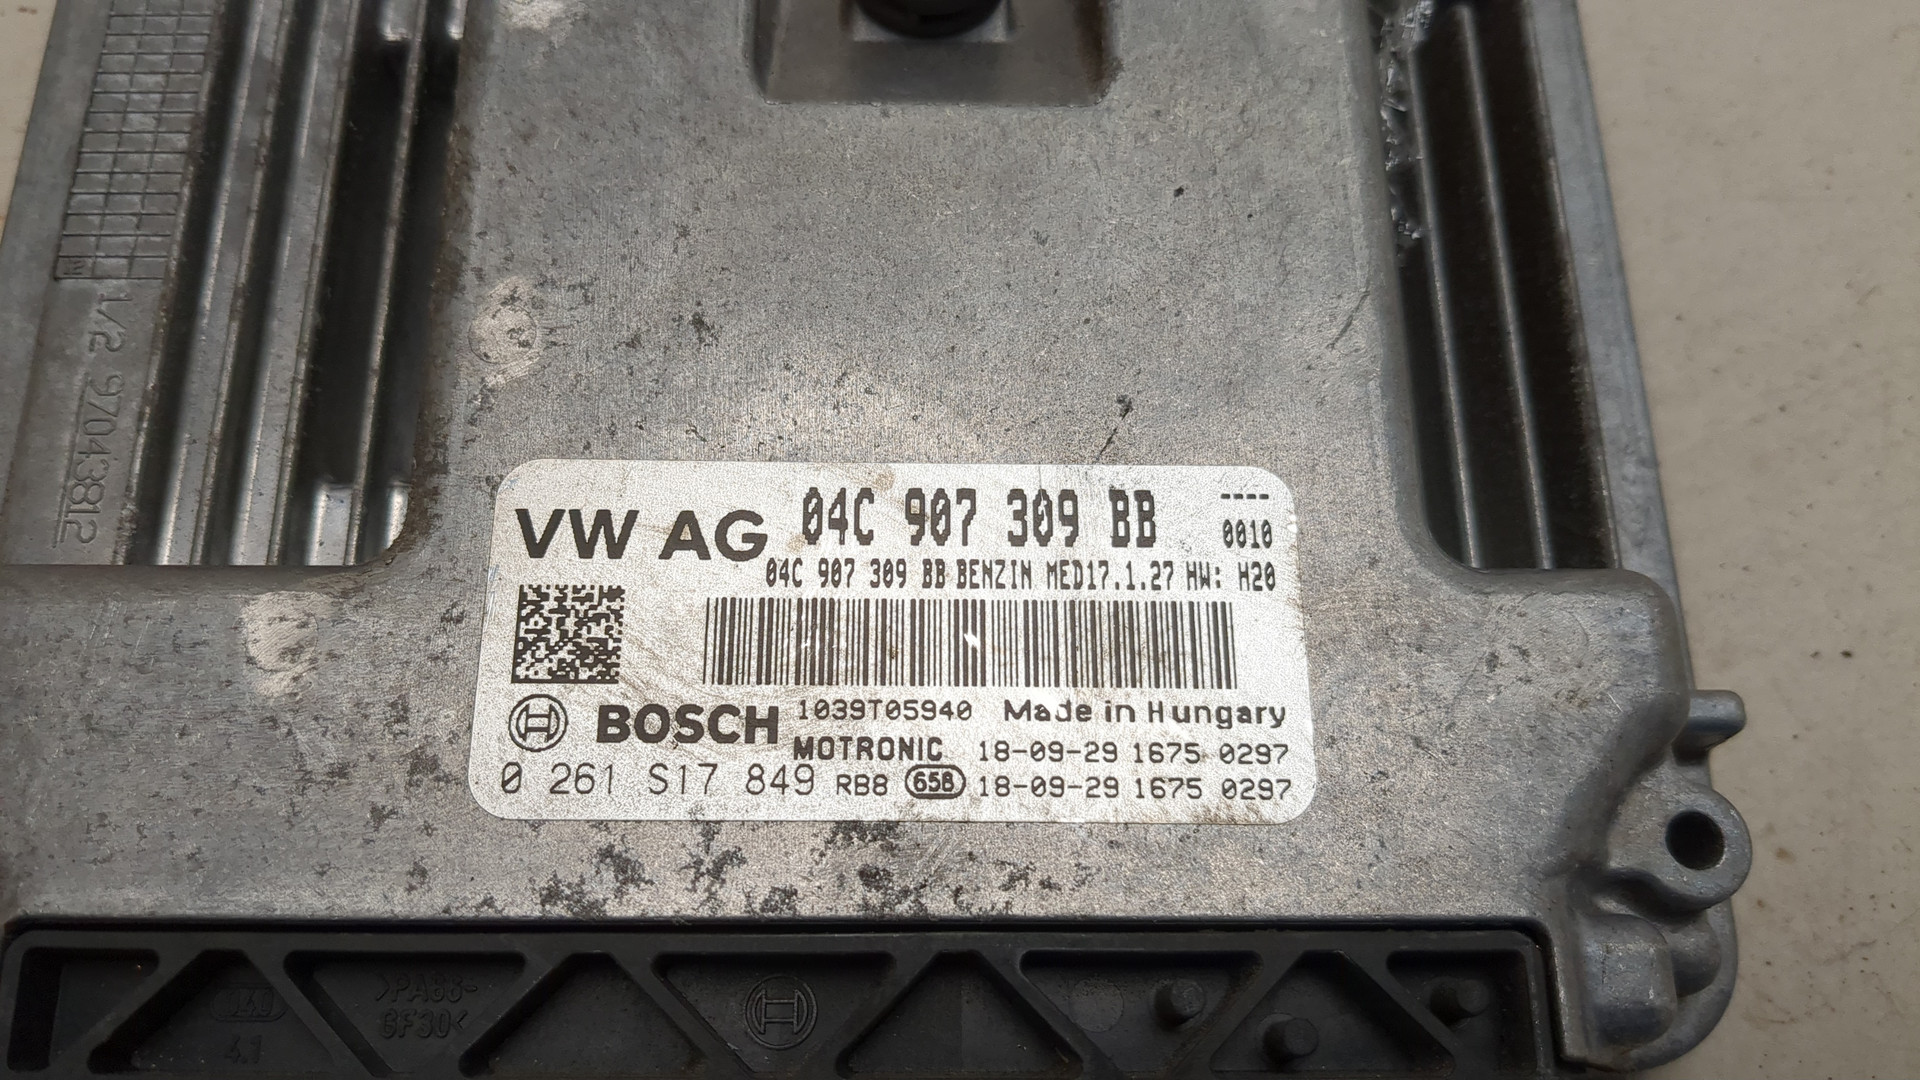 1/2 97043812
VW AG 04C 907 309 BB ----
0010
04C 907 309 BB BENZIN MED17.1.27 HW: H20
BOSCH 1039T05940 Made in Hungary
MOTRONIC 18-09-29 1675 0297
0 261 S17 849 RB8 658 18-09-29 1675 0297
>PA66-
GF30<
4.1